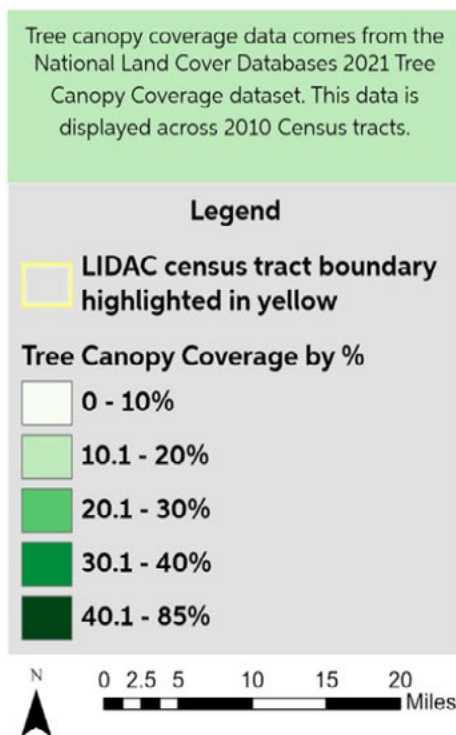 Tree canopy coverage data comes from the
National Land Cover Databases 2021 Tree
Canopy Coverage dataset. This data is
displayed across 2010 Census tracts.
Legend
LIDAC census tract boundary
highlighted in yellow
Tree Canopy Coverage by %
0 - 10%
10.1 - 20%
20.1 - 30%
30.1 - 40%
40.1 - 85%
N
0 2.5 5 10 15 20
Miles